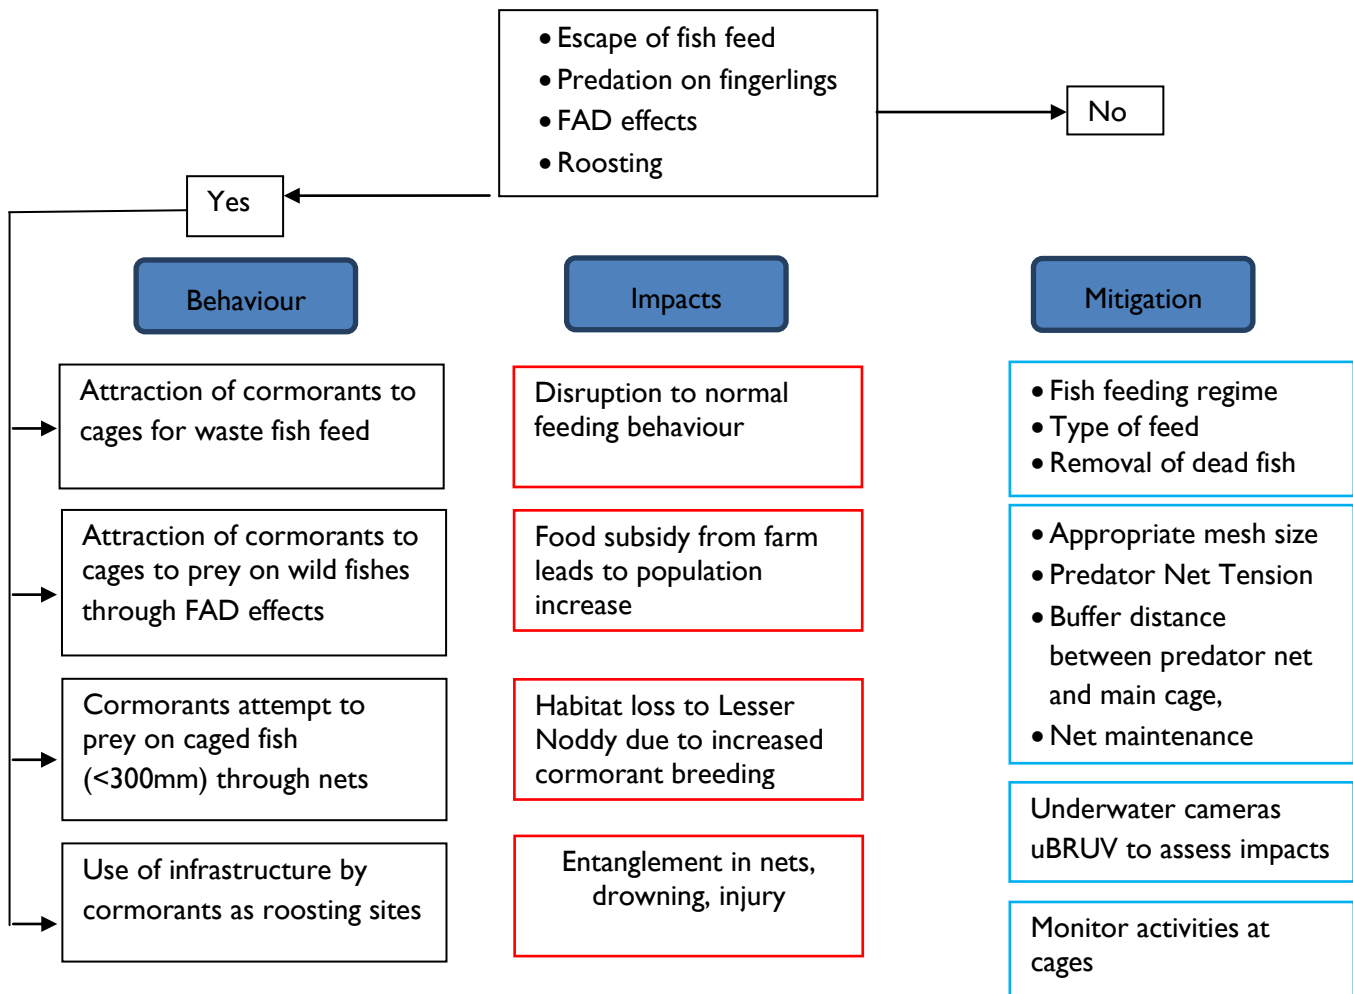 • Escape of fish feed
• Predation on fingerlings
• FAD effects
• Roosting
No
Yes
Behaviour
Impacts
Mitigation
Attraction of cormorants to
cages for waste fish feed
Disruption to normal
feeding behaviour
• Fish feeding regime
• Type of feed
• Removal of dead fish
Attraction of cormorants to
cages to prey on wild fishes
through FAD effects
Food subsidy from farm
leads to population
increase
• Appropriate mesh size
• Predator Net Tension
• Buffer distance
between predator net
and main cage,
• Net maintenance
Cormorants attempt to
prey on caged fish
(<300mm) through nets
Habitat loss to Lesser
Noddy due to increased
cormorant breeding
Underwater cameras
uBRUV to assess impacts
Use of infrastructure by
cormorants as roosting sites
Entanglement in nets,
drowning, injury
Monitor activities at
cages